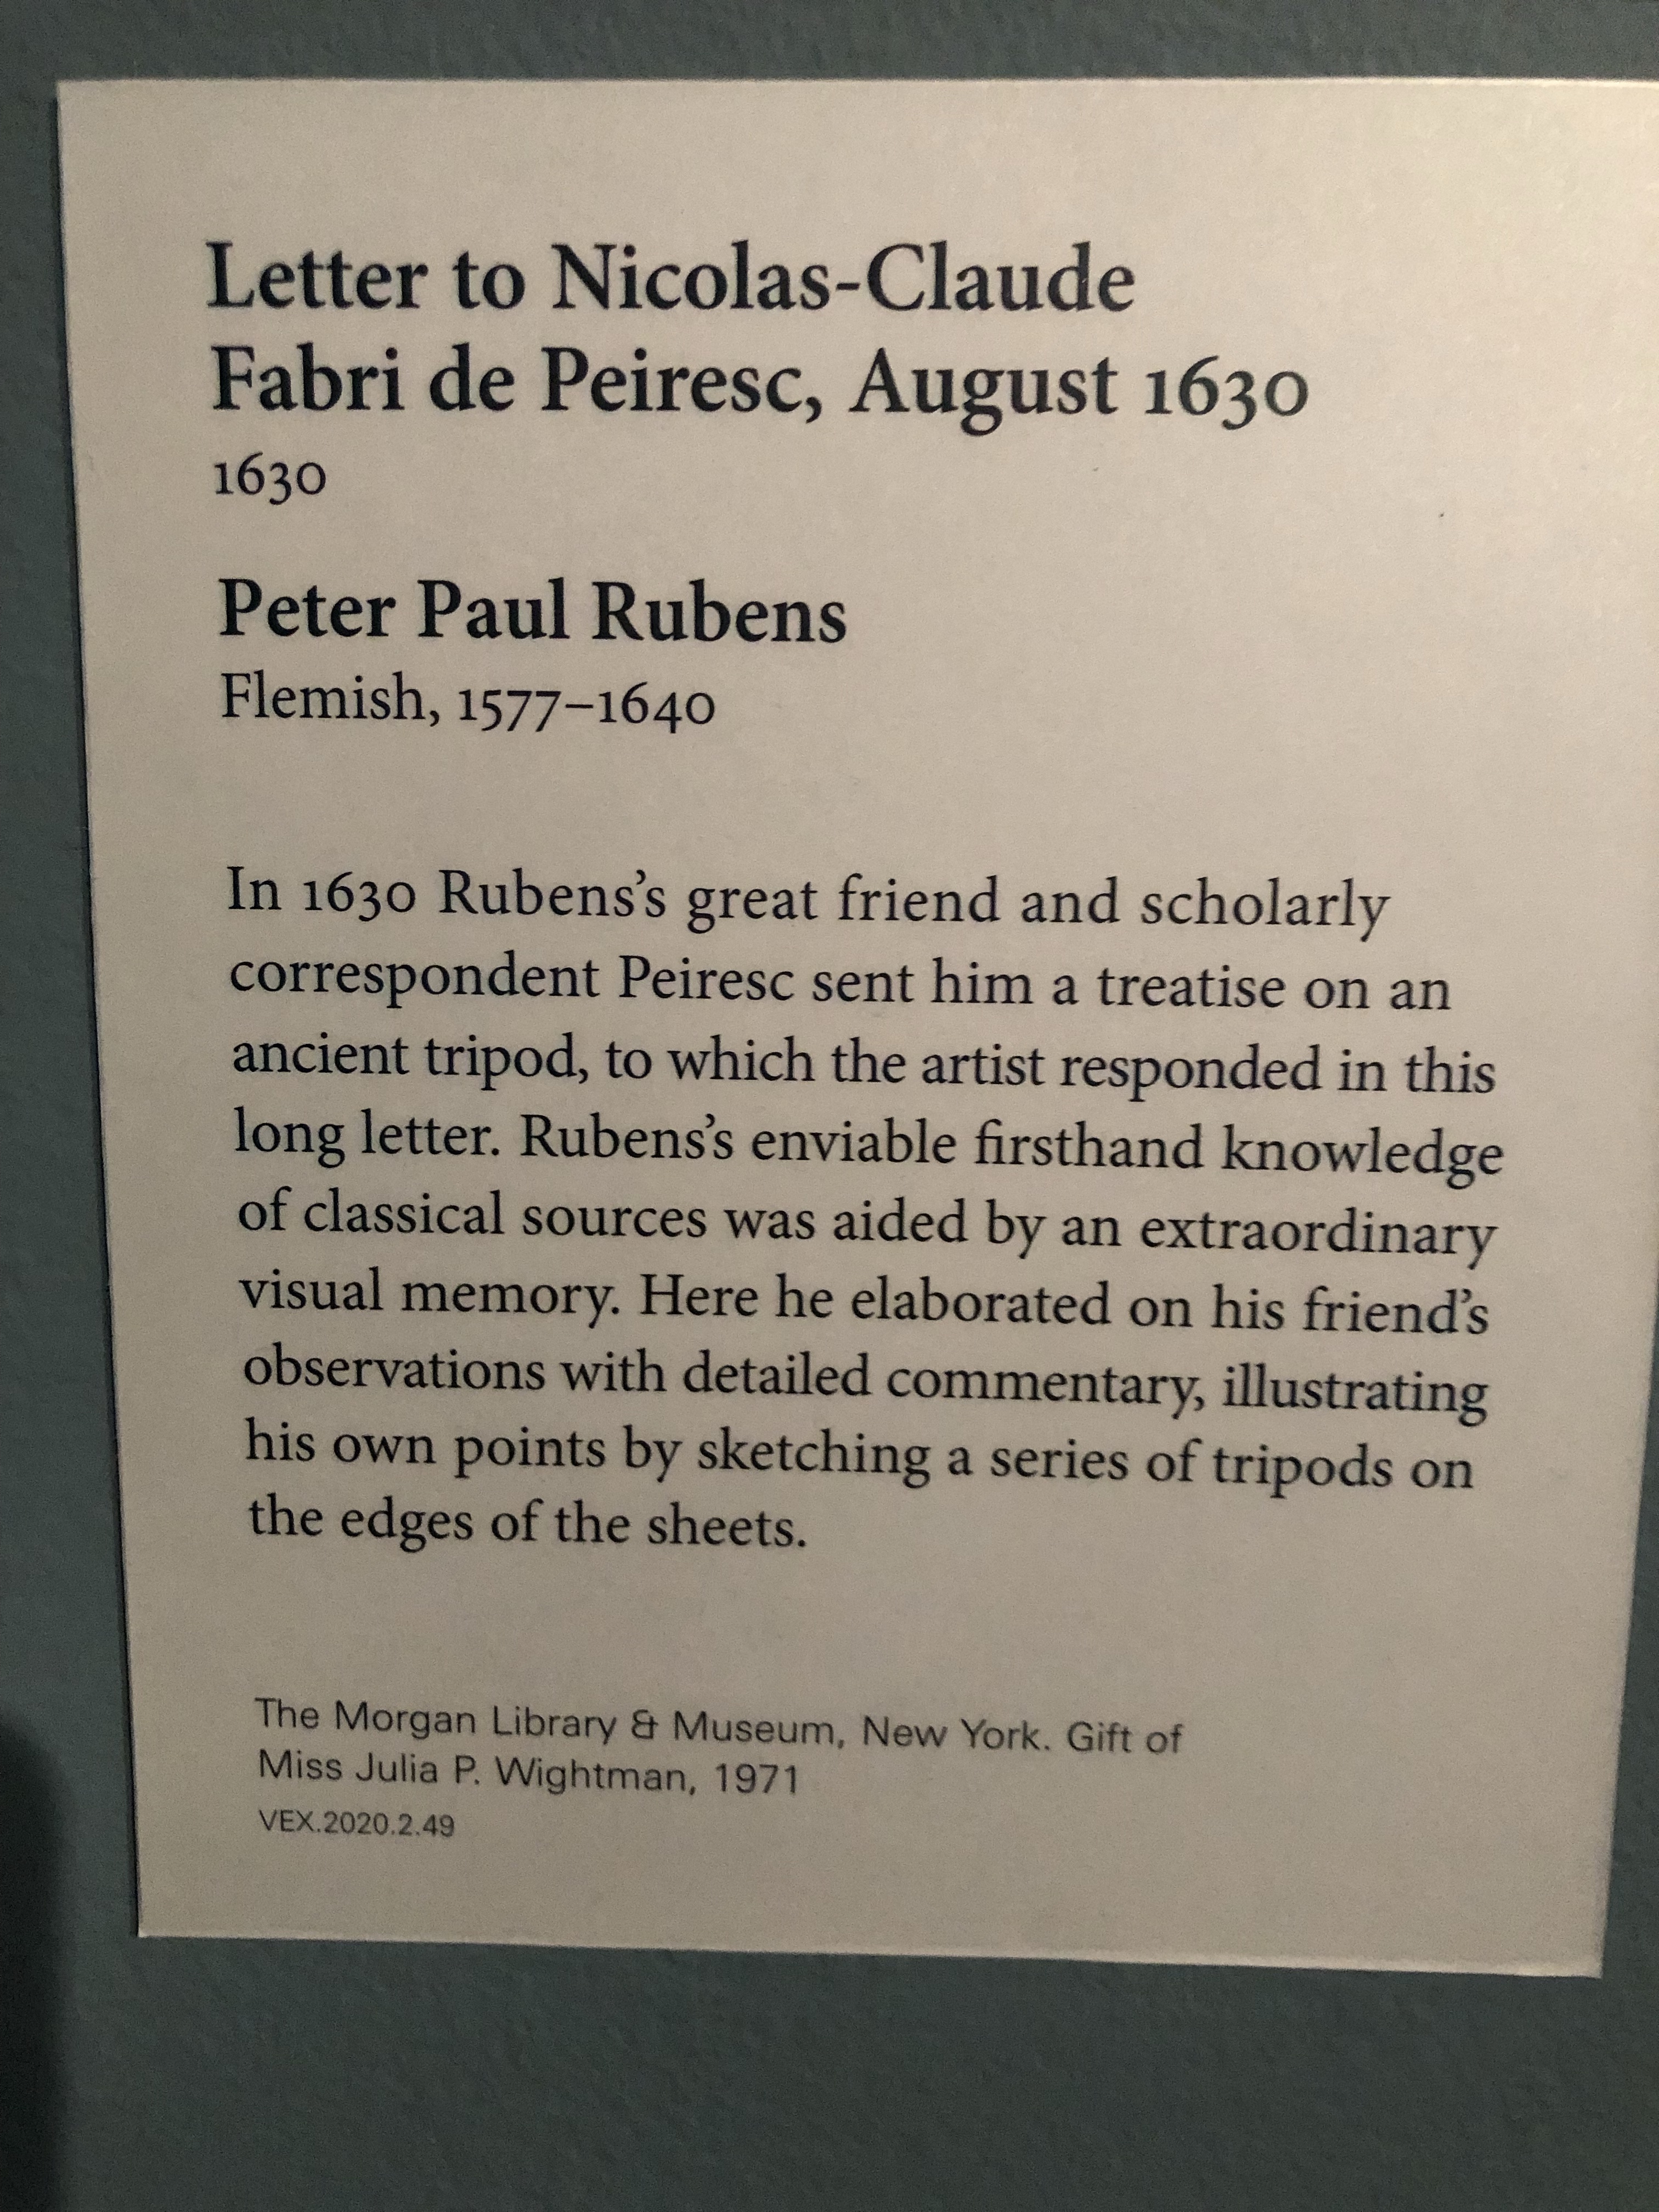 Letter to Nicolas-Claude
Fabri de Peiresc, August 1630
1630
Peter Paul Rubens
Flemish, 1577–1640
In 1630 Rubens’s great friend and scholarly
correspondent Peiresc sent him a treatise on an
ancient tripod, to which the artist responded in this
long letter. Rubens’s enviable firsthand knowledge
of classical sources was aided by an extraordinary
visual memory. Here he elaborated on his friend’s
observations with detailed commentary, illustrating
his own points by sketching a series of tripods on
the edges of the sheets.
The Morgan Library & Museum, New York. Gift of
Miss Julia P. Wightman, 1971
VEX.2020.2.49